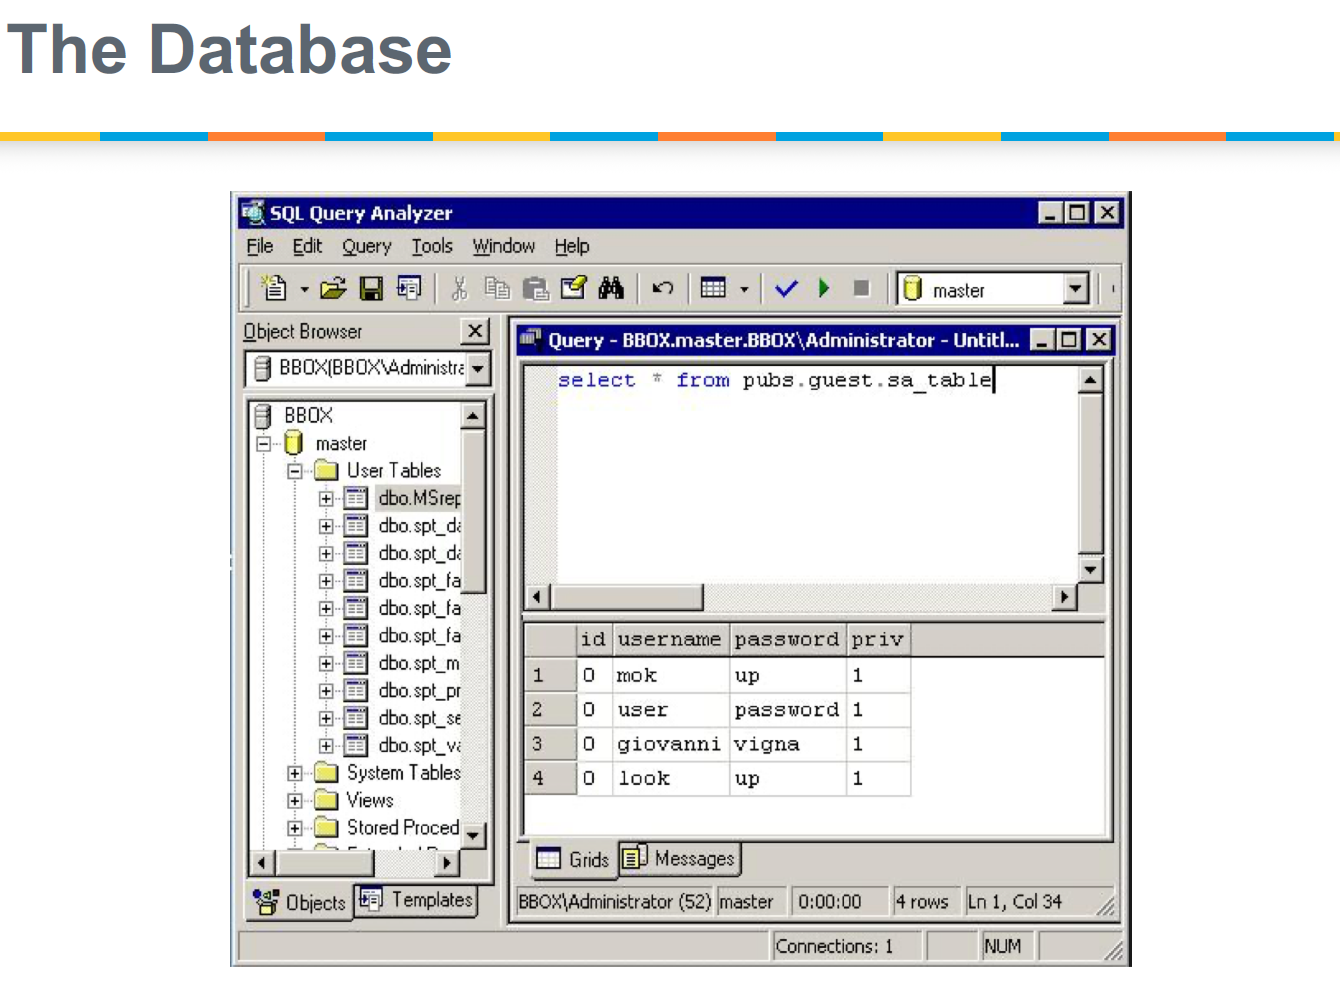 The Database
SQL Query Analyzer
File Edit Query Tools Window Help
master
Object Browser
BBOX(BBOX\Administra
BBOX
master
User Tables
dbo.MSrep
dbo.spt_da
dbo.spt_da
dbo.spt_fa
dbo.spt_fa
dbo.spt_fa
dbo.spt_m
dbo.spt_pr
dbo.spt_se
dbo.spt_va
System Tables
Views
Stored Proced
Objects Templates
Query - BBOX.master.BBOX\Administrator - Untitl...
select * from pubs.guest.sa_table
id username password priv
1 0 mok up 1
2 0 user password 1
3 0 giovanni vigna 1
4 0 look up 1
Grids Messages
BBOX\Administrator (52) master 0:00:00 4 rows Ln 1, Col 34
Connections: 1 NUM